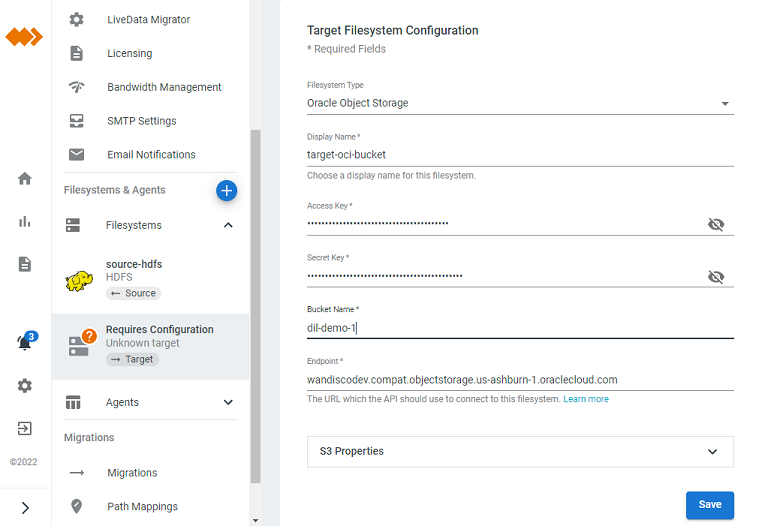 LiveData Migrator
Licensing
Bandwidth Management
SMTP Settings
Email Notifications
Filesystems & Agents
Filesystems
source-hdfs
HDFS
← Source
?
Requires Configuration
Unknown target
→ Target
3
Agents
Migrations
©2022
Migrations
Path Mappings
Target Filesystem Configuration
* Required Fields
Filesystem Type
Oracle Object Storage
Display Name *
target-oci-bucket
Choose a display name for this filesystem.
Access Key *
Secret Key *
Bucket Name *
dil-demo-1
Endpoint *
wandiscodev.compat.objectstorage.us-ashburn-1.oraclecloud.com
The URL which the API should use to connect to this filesystem. Learn more
S3 Properties
Save